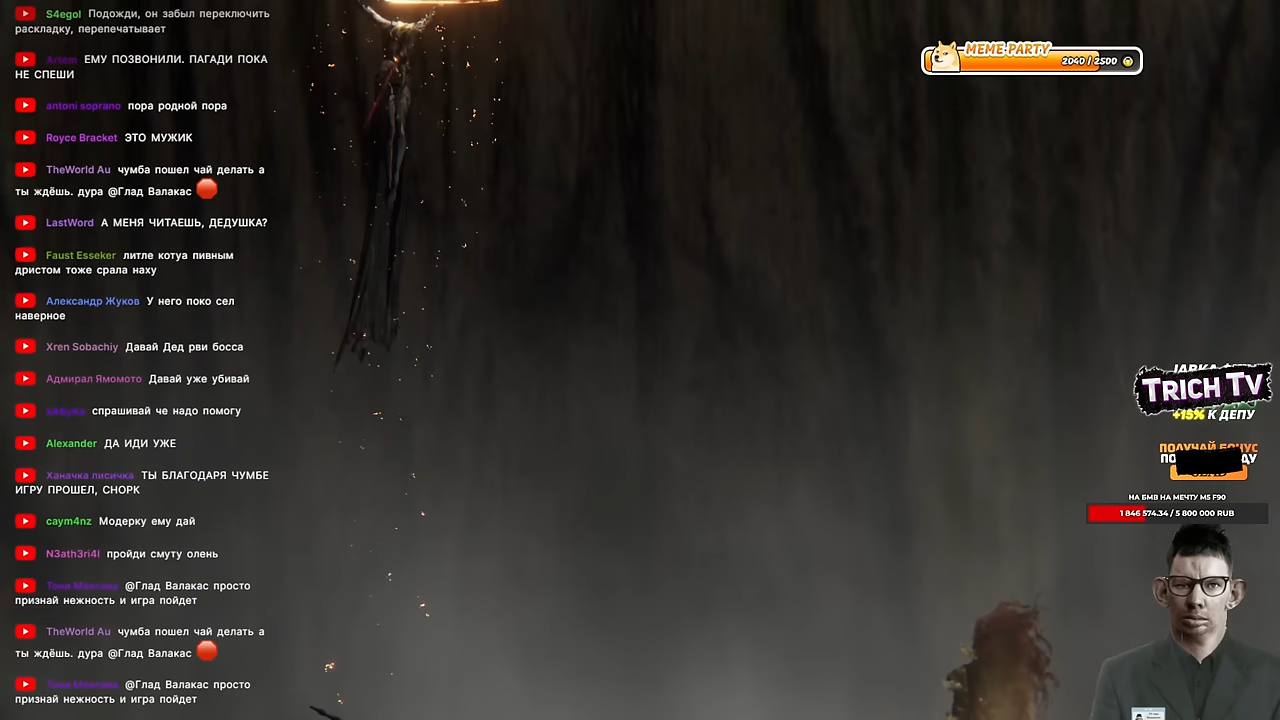 S4egol Подожди, он забыл переключить
раскладку, перепечатывает
Artem ЕМУ ПОЗВОНИЛИ. ПАГАДИ ПОКА
НЕ СПЕШИ
antoni soprano пора родной пора
Royce Bracket ЭТО МУЖИК
TheWorld Au чумба пошел чай делать а
ты ждёшь. дура @Глад Валакас
LastWord А МЕНЯ ЧИТАЕШЬ, ДЕДУШКА?
Faust Esseker литле котуа пивным
дристом тоже срала наху
Александр Жуков У него поко сел
наверное
Xren Sobachiy Давай Дед рви босса
Адмирал Ямомото Давай уже убивай
спрашивай че надо помогу
Alexander ДА ИДИ УЖЕ
Ханачка лисичка ТЫ БЛАГОДАРЯ ЧУМБЕ
ИГРУ ПРОШЕЛ, СНОРК
caym4nz Модерку ему дай
N3ath3ri4l пройди смуту олень
@Глад Валакас просто
признай нежность и игра пойдет
TheWorld Au чумба пошел чай делать а
ты ждёшь. дура @Глад Валакас
@Глад Валакас просто
признай нежность и игра пойдет
MEME PARTY
2040 / 2500
TRICH TV
+15% К ДЕПУ
ПОЛУЧАЙ БОНУС
НА БМВ НА МЕЧТУ M5 F90
1 846 574.34 / 5 800 000 RUB